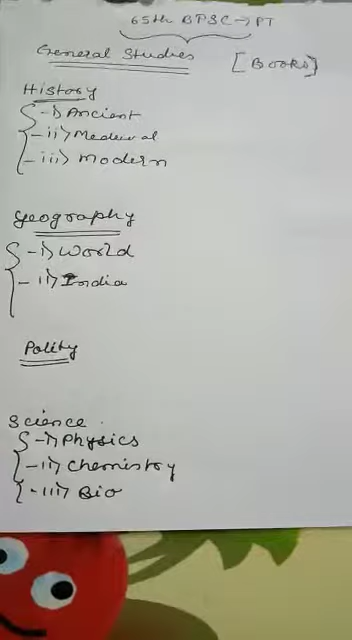 65th BPSC → PT
General Studies [Books]
History
- i) Ancient
- ii) Medieval
- iii) Modern
Geography
- i) World
- ii) India
Polity
Science
- i) Physics
- ii) Chemistry
- iii) Bio